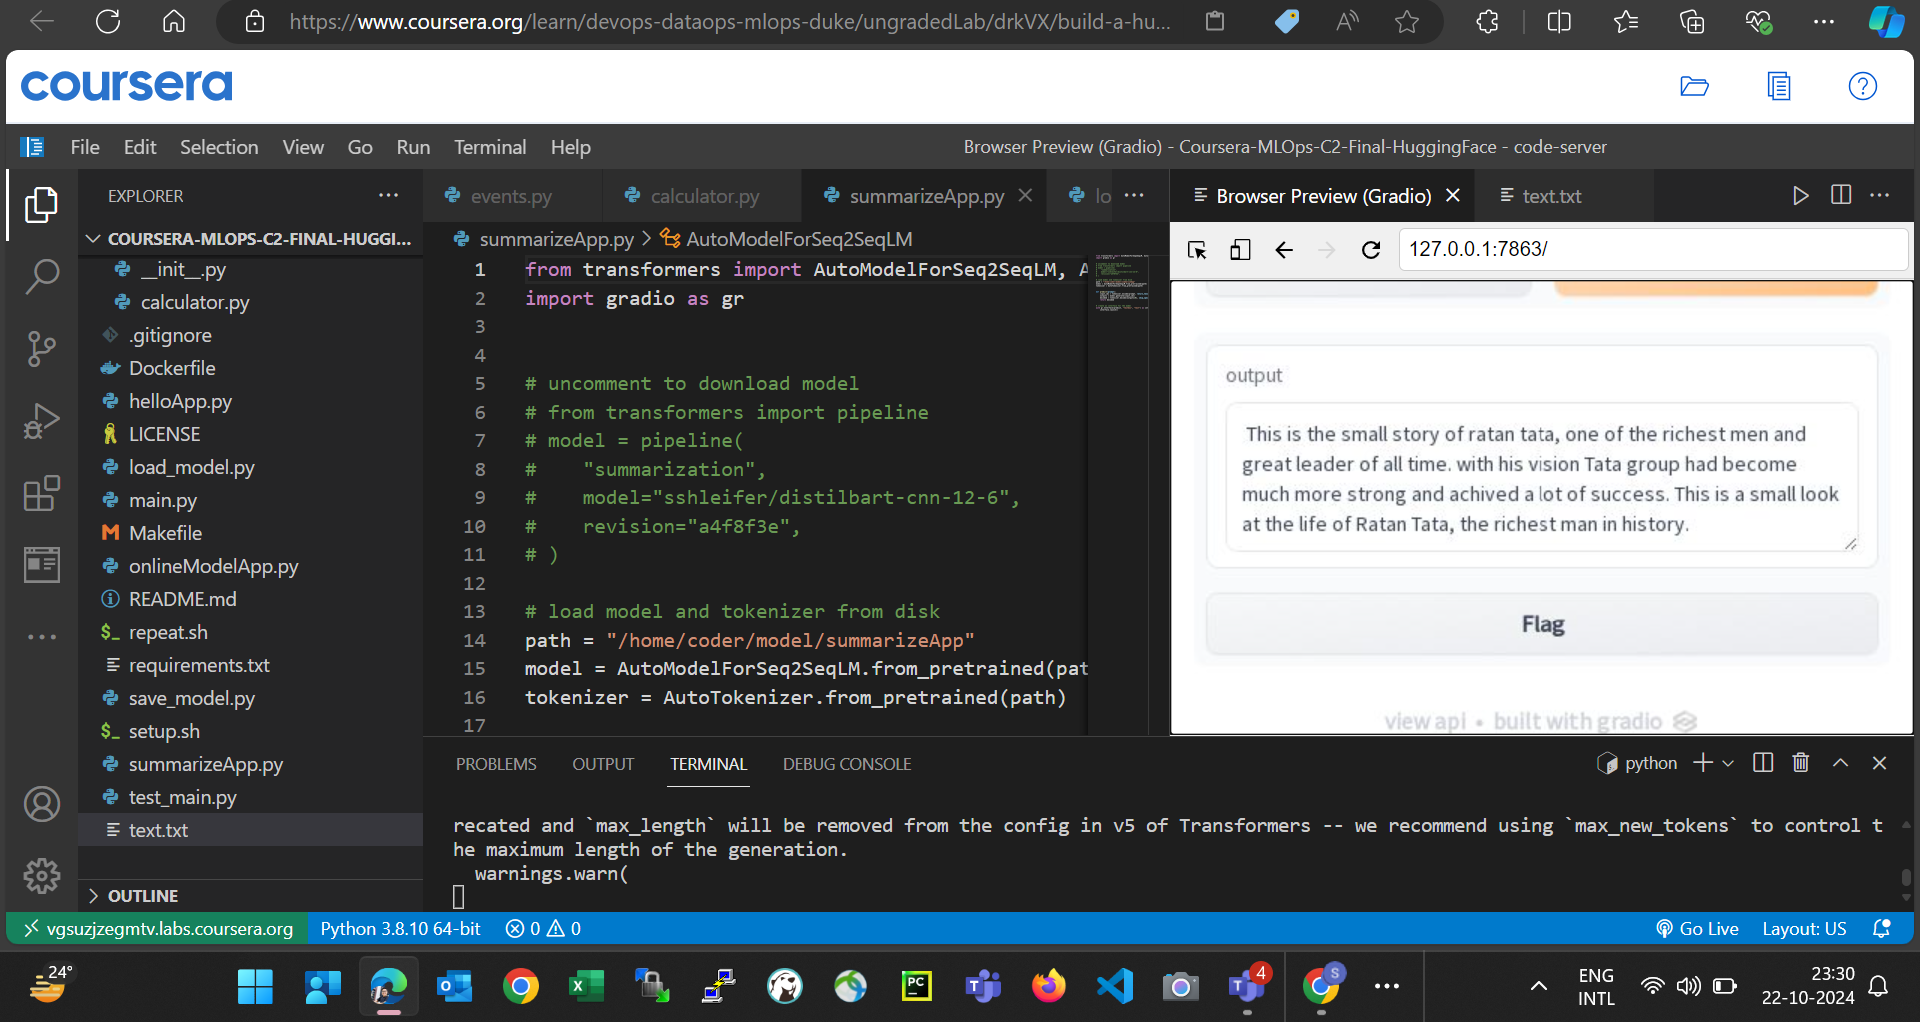 https://www.coursera.org/learn/devops-dataops-mlops-duke/ungradedLab/drkVX/build-a-hu...
coursera
File Edit Selection View Go Run Terminal Help
Browser Preview (Gradio) - Coursera-MLOps-C2-Final-HuggingFace - code-server
EXPLORER
COURSERA-MLOPS-C2-FINAL-HUGGI...
__init__.py
calculator.py
.gitignore
Dockerfile
helloApp.py
LICENSE
load_model.py
main.py
Makefile
onlineModelApp.py
README.md
repeat.sh
requirements.txt
save_model.py
setup.sh
summarizeApp.py
test_main.py
text.txt
OUTLINE
events.py calculator.py summarizeApp.py lo
summarizeApp.py > AutoModelForSeq2SeqLM
1 from transformers import AutoModelForSeq2SeqLM, A
2 import gradio as gr
3
4
5 # uncomment to download model
6 # from transformers import pipeline
7 # model = pipeline(
8 #    "summarization",
9 #    model="sshleifer/distilbart-cnn-12-6",
10 #    revision="a4f8f3e",
11 # )
12
13 # load model and tokenizer from disk
14 path = "/home/coder/model/summarizeApp"
15 model = AutoModelForSeq2SeqLM.from_pretrained(pat
16 tokenizer = AutoTokenizer.from_pretrained(path)
17
Browser Preview (Gradio) text.txt
127.0.0.1:7863/
output
This is the small story of ratan tata, one of the richest men and
great leader of all time. with his vision Tata group had become
much more strong and achived a lot of success. This is a small look
at the life of Ratan Tata, the richest man in history.
Flag
view api • built with gradio
PROBLEMS OUTPUT TERMINAL DEBUG CONSOLE
python
recated and `max_length` will be removed from the config in v5 of Transformers -- we recommend using `max_new_tokens` to control t
he maximum length of the generation.
warnings.warn(
vgsuzjzegmtv.labs.coursera.org Python 3.8.10 64-bit 0 0
Go Live Layout: US
24°
4
S
ENG
INTL
23:30
22-10-2024